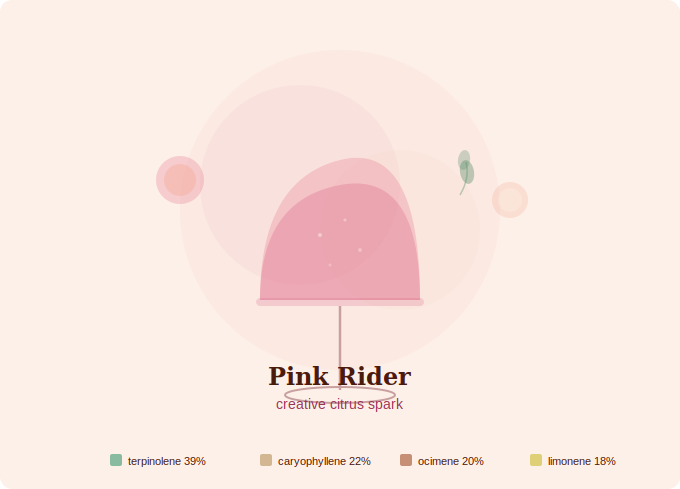 Pink Rider
creative citrus spark
terpinolene 39% caryophyllene 22% ocimene 20% limonene 18%